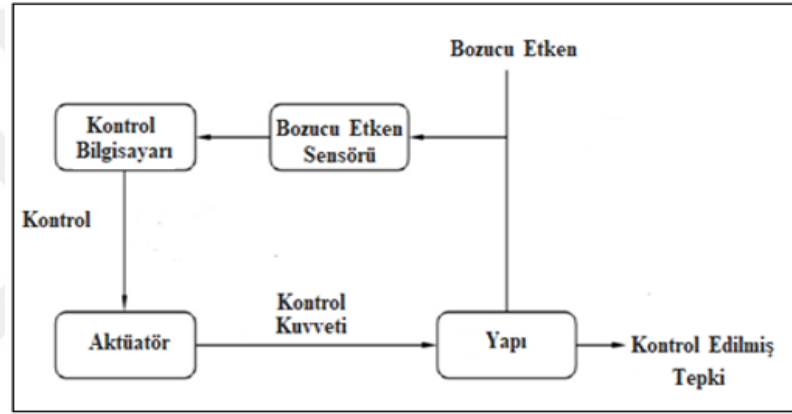 Bozucu Etken
Kontrol
Bilgisayarı
Bozucu Etken
Sensörü
Kontrol
Aktüatör
Kontrol
Kuvveti
Yapı
Kontrol Edilmiş
Tepki